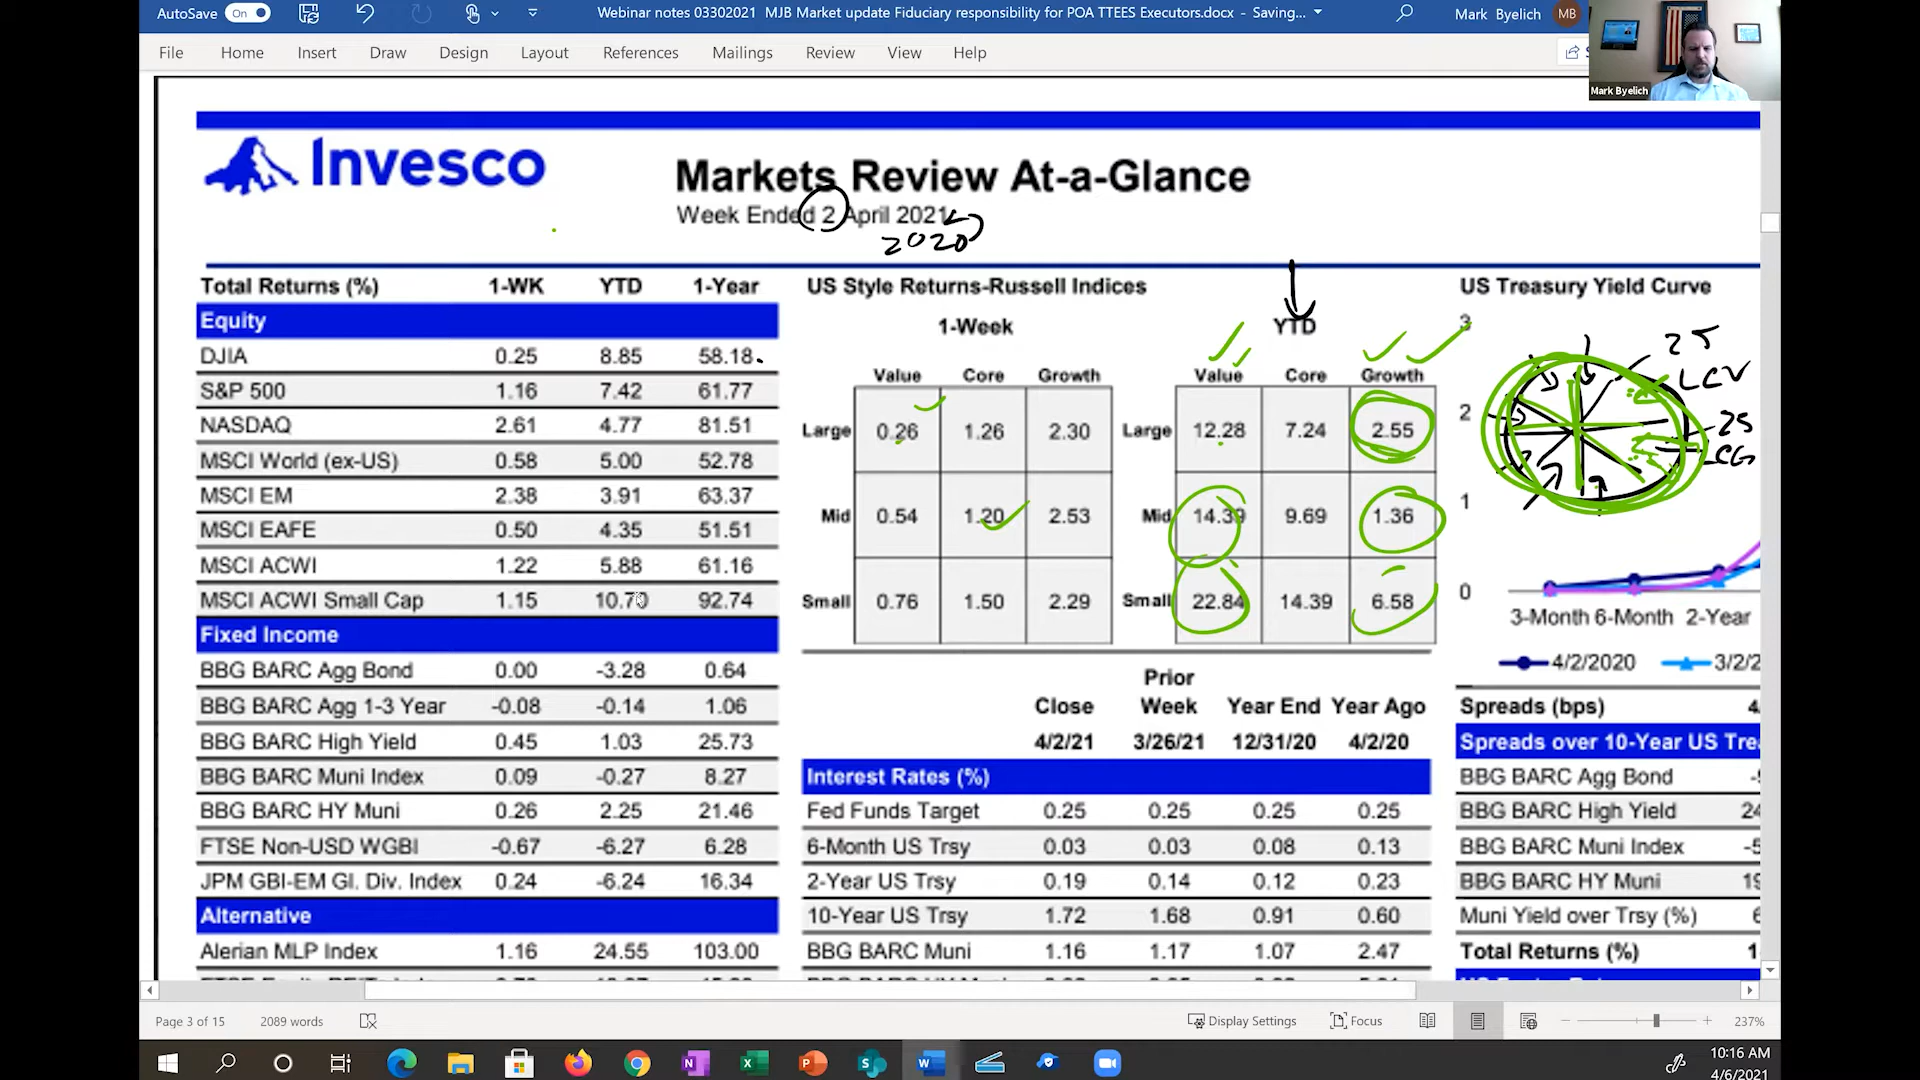 AutoSave On Webinar notes 03302021 MJB Market update Fiduciary responsibility for POA TTEES Executors.docx - Saving... Mark Byelich MB
File Home Insert Draw Design Layout References Mailings Review View Help
Mark Byelich
Invesco
Markets Review At-a-Glance
Week Ended 2 April 2021
2020
Total Returns (%) 1-WK YTD 1-Year
Equity
DJIA 0.25 8.85 58.18
S&P 500 1.16 7.42 61.77
NASDAQ 2.61 4.77 81.51
MSCI World (ex-US) 0.58 5.00 52.78
MSCI EM 2.38 3.91 63.37
MSCI EAFE 0.50 4.35 51.51
MSCI ACWI 1.22 5.88 61.16
MSCI ACWI Small Cap 1.15 10.70 92.74
Fixed Income
BBG BARC Agg Bond 0.00 -3.28 0.64
BBG BARC Agg 1-3 Year -0.08 -0.14 1.06
BBG BARC High Yield 0.45 1.03 25.73
BBG BARC Muni Index 0.09 -0.27 8.27
BBG BARC HY Muni 0.26 2.25 21.46
FTSE Non-USD WGBI -0.67 -6.27 6.28
JPM GBI-EM Gl. Div. Index 0.24 -6.24 16.34
Alternative
Alerian MLP Index 1.16 24.55 103.00
US Style Returns-Russell Indices
1-Week YTD
Value Core Growth Value Core Growth
Large 0.26 1.26 2.30 Large 12.28 7.24 2.55
Mid 0.54 1.20 2.53 Mid 14.39 9.69 1.36
Small 0.76 1.50 2.29 Small 22.84 14.39 6.58
Prior
Close Week Year End Year Ago
4/2/21 3/26/21 12/31/20 4/2/20
Interest Rates (%)
Fed Funds Target 0.25 0.25 0.25 0.25
6-Month US Trsy 0.03 0.03 0.08 0.13
2-Year US Trsy 0.19 0.14 0.12 0.23
10-Year US Trsy 1.72 1.68 0.91 0.60
BBG BARC Muni 1.16 1.17 1.07 2.47
US Treasury Yield Curve
3
2
1
0
25
LCV
25
LCG
3-Month 6-Month 2-Year
4/2/2020 3/2/2
Spreads (bps) 4
Spreads over 10-Year US Trea
BBG BARC Agg Bond
BBG BARC High Yield 24
BBG BARC Muni Index -5
BBG BARC HY Muni 19
Muni Yield over Trsy (%) 6
Total Returns (%) 1
Page 3 of 15 2089 words Display Settings Focus 237%
10:16 AM
4/6/2021